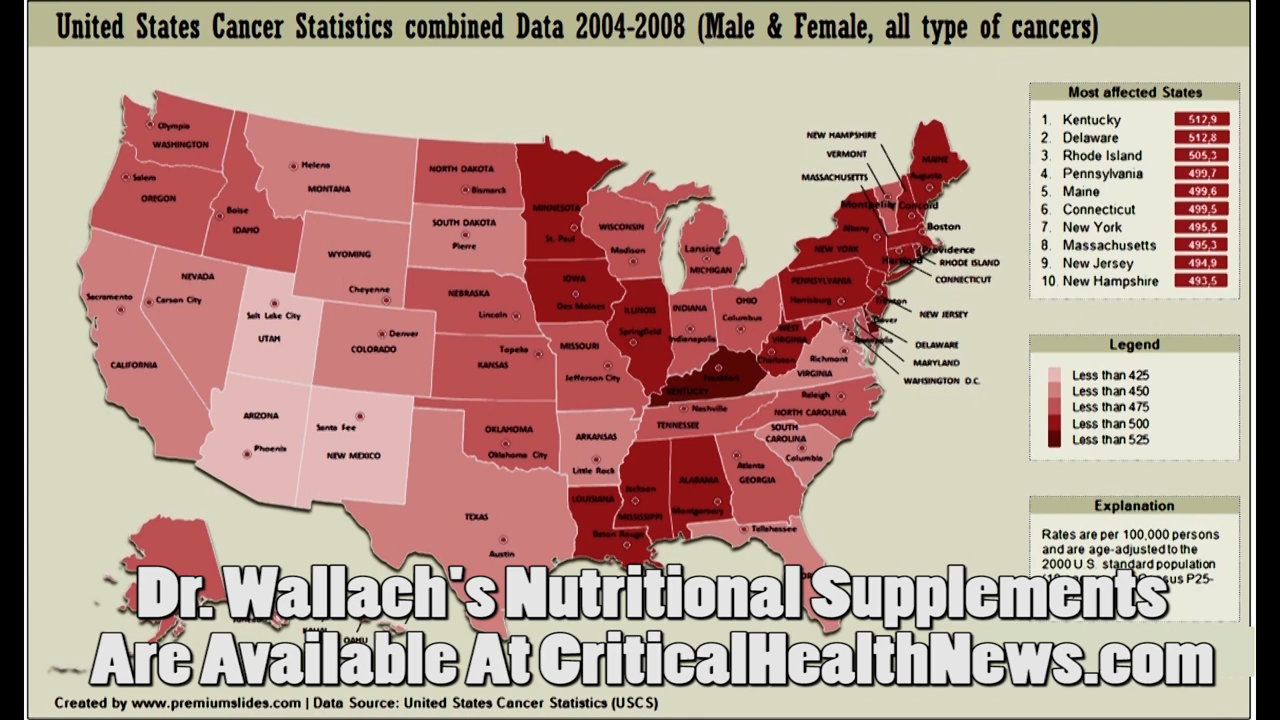 United States Cancer Statistics combined Data 2004-2008 (Male & Female, all type of cancers)
Most affected States
1. Kentucky 512,9
2. Delaware 512,8
3. Rhode Island 505,3
4. Pennsylvania 499,7
5. Maine 499,6
6. Connecticut 499,5
7. New York 495,5
8. Massachusetts 495,3
9. New Jersey 494,9
10. New Hampshire 493,5
Legend
Less than 425
Less than 450
Less than 475
Less than 500
Less than 525
Explanation
Rates are per 100,000 persons
and are age-adjusted to the
2000 U.S. standard population
P25-
Olympia
WASHINGTON
Salem
OREGON
Boise
IDAHO
Helena
MONTANA
WYOMING
Cheyenne
NORTH DAKOTA
Bismarck
SOUTH DAKOTA
Pierre
NEBRASKA
Lincoln
Topeka
KANSAS
NEVADA
Carson City
Sacramento
CALIFORNIA
Salt Lake City
UTAH
Denver
COLORADO
ARIZONA
Phoenix
Santa Fee
NEW MEXICO
OKLAHOMA
Oklahoma City
TEXAS
Austin
MINNESOTA
St. Paul
IOWA
Des Moines
MISSOURI
Jefferson City
ARKANSAS
Little Rock
LOUISIANA
Baton Rouge
WISCONSIN
Madison
Lansing
MICHIGAN
ILLINOIS
Springfield
INDIANA
Indianapolis
OHIO
Columbus
KENTUCKY
Frankfort
Nashville
TENNESSEE
Jackson
MISSISSIPPI
ALABAMA
Montgomery
Atlanta
GEORGIA
Tallahassee
SOUTH
CAROLINA
Columbia
Raleigh
NORTH CAROLINA
WEST
VIRGINIA
Charlston
Richmont
VIRGINIA
PENNSYLVANIA
Harrisburg
NEW YORK
Albany
MAINE
Augusta
NEW HAMPSHIRE
VERMONT
MASSACHUSETTS
Montpelier
Concord
Boston
Providence
RHODE ISLAND
Hartford
CONNECTICUT
Trenton
NEW JERSEY
Dover
DELAWARE
Annapolis
MARYLAND
WAHSINGTON D.C.
OAHU
Dr. Wallach's Nutritional Supplements
Are Available At CriticalHealthNews.com
Created by www.premiumslides.com | Data Source: United States Cancer Statistics (USCS)